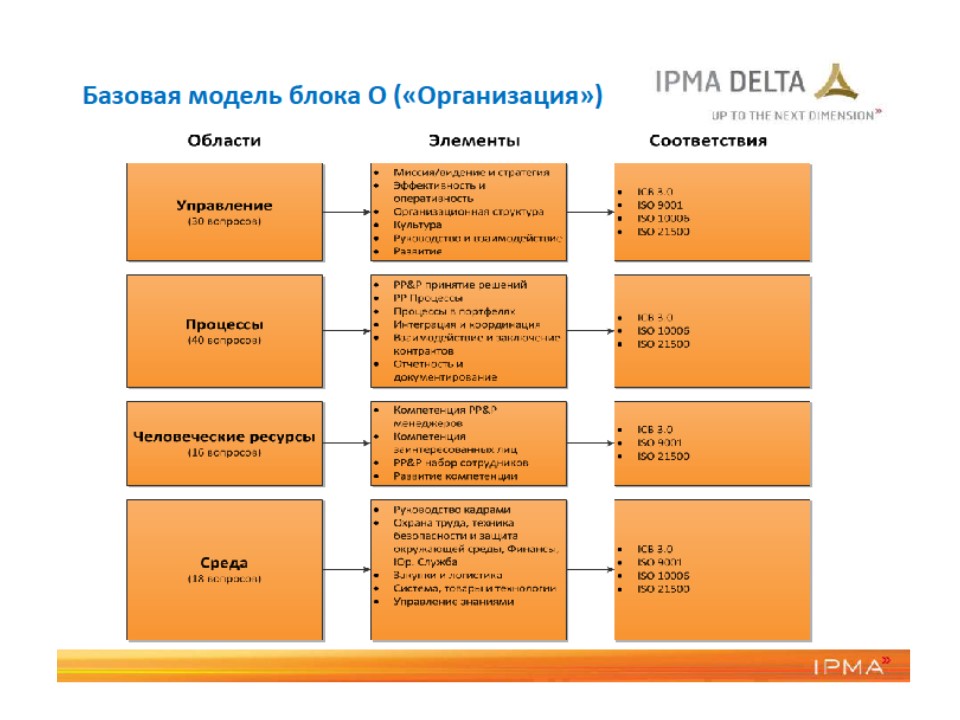 IPMA DELTA
UP TO THE NEXT DIMENSION»
Базовая модель блока О («Организация»)
Области
Элементы
Соответствия
Управление
(30 вопросов)
• Миссия/видение и стратегия
• Эффективность и
оперативность
• Организационная структура
• Культура
• Руководство и взаимодействие
• Развитие
• ICB 3.0
• ISO 9001
• ISO 10006
• ISO 21500
Процессы
(40 вопросов)
• PP&P принятие решений
• PP Процессы
• Процессы в портфелях
• Интеграция и координация
• Взаимодействие и заключение
контрактов
• Отчетность и
документирование
• ICB 3.0
• ISO 10006
• ISO 21500
Человеческие ресурсы
(16 вопросов)
• Компетенция PP&P
менеджеров
• Компетенция
заинтересованных лиц
• PP&P набор сотрудников
• Развитие компетенции
• ICB 3.0
• ISO 9001
• ISO 21500
Среда
(18 вопросов)
• Руководство кадрами
• Охрана труда, техника
безопасности и защита
окружающей среды, Финансы,
Юр. Служба
• Закупки и логистика
• Система, товары и технологии
• Управление знаниями
• ICB 3.0
• ISO 9001
• ISO 10006
• ISO 21500
IPMA»